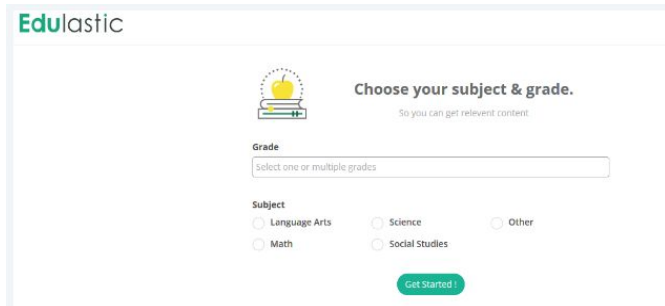 Edulastic
Choose your subject & grade.
So you can get relevent content
Grade
Select one or multiple grades
Subject
Language Arts Science Other
Math Social Studies
Get Started !